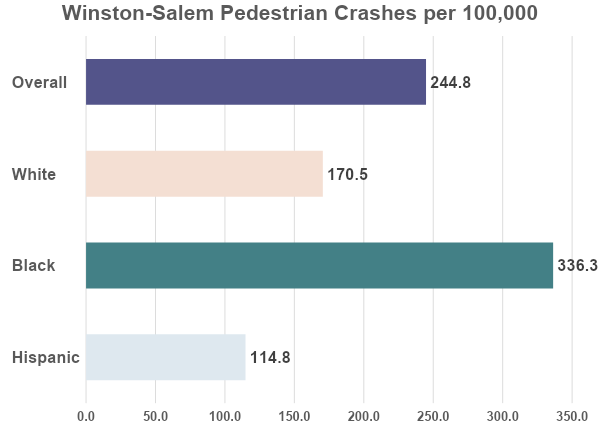 Winston-Salem Pedestrian Crashes per 100,000
Overall 244.8
White 170.5
Black 336.3
Hispanic 114.8
0.0 50.0 100.0 150.0 200.0 250.0 300.0 350.0